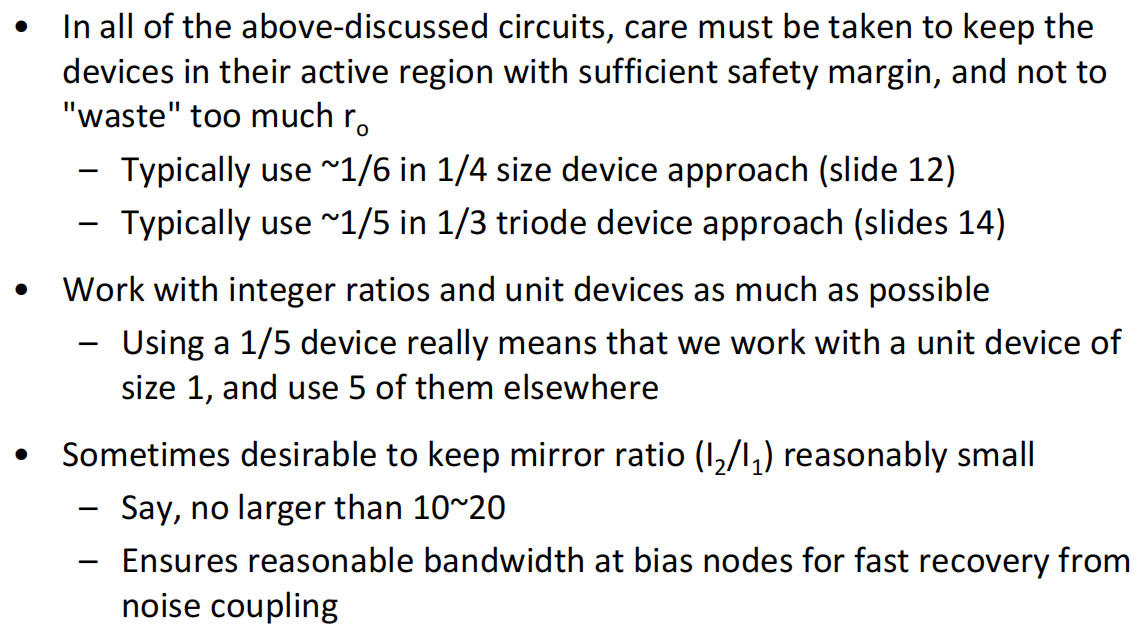 • In all of the above-discussed circuits, care must be taken to keep the
devices in their active region with sufficient safety margin, and not to
"waste" too much ro
– Typically use ~1/6 in 1/4 size device approach (slide 12)
– Typically use ~1/5 in 1/3 triode device approach (slides 14)
• Work with integer ratios and unit devices as much as possible
– Using a 1/5 device really means that we work with a unit device of
size 1, and use 5 of them elsewhere
• Sometimes desirable to keep mirror ratio (I2/I1) reasonably small
– Say, no larger than 10~20
– Ensures reasonable bandwidth at bias nodes for fast recovery from
noise coupling